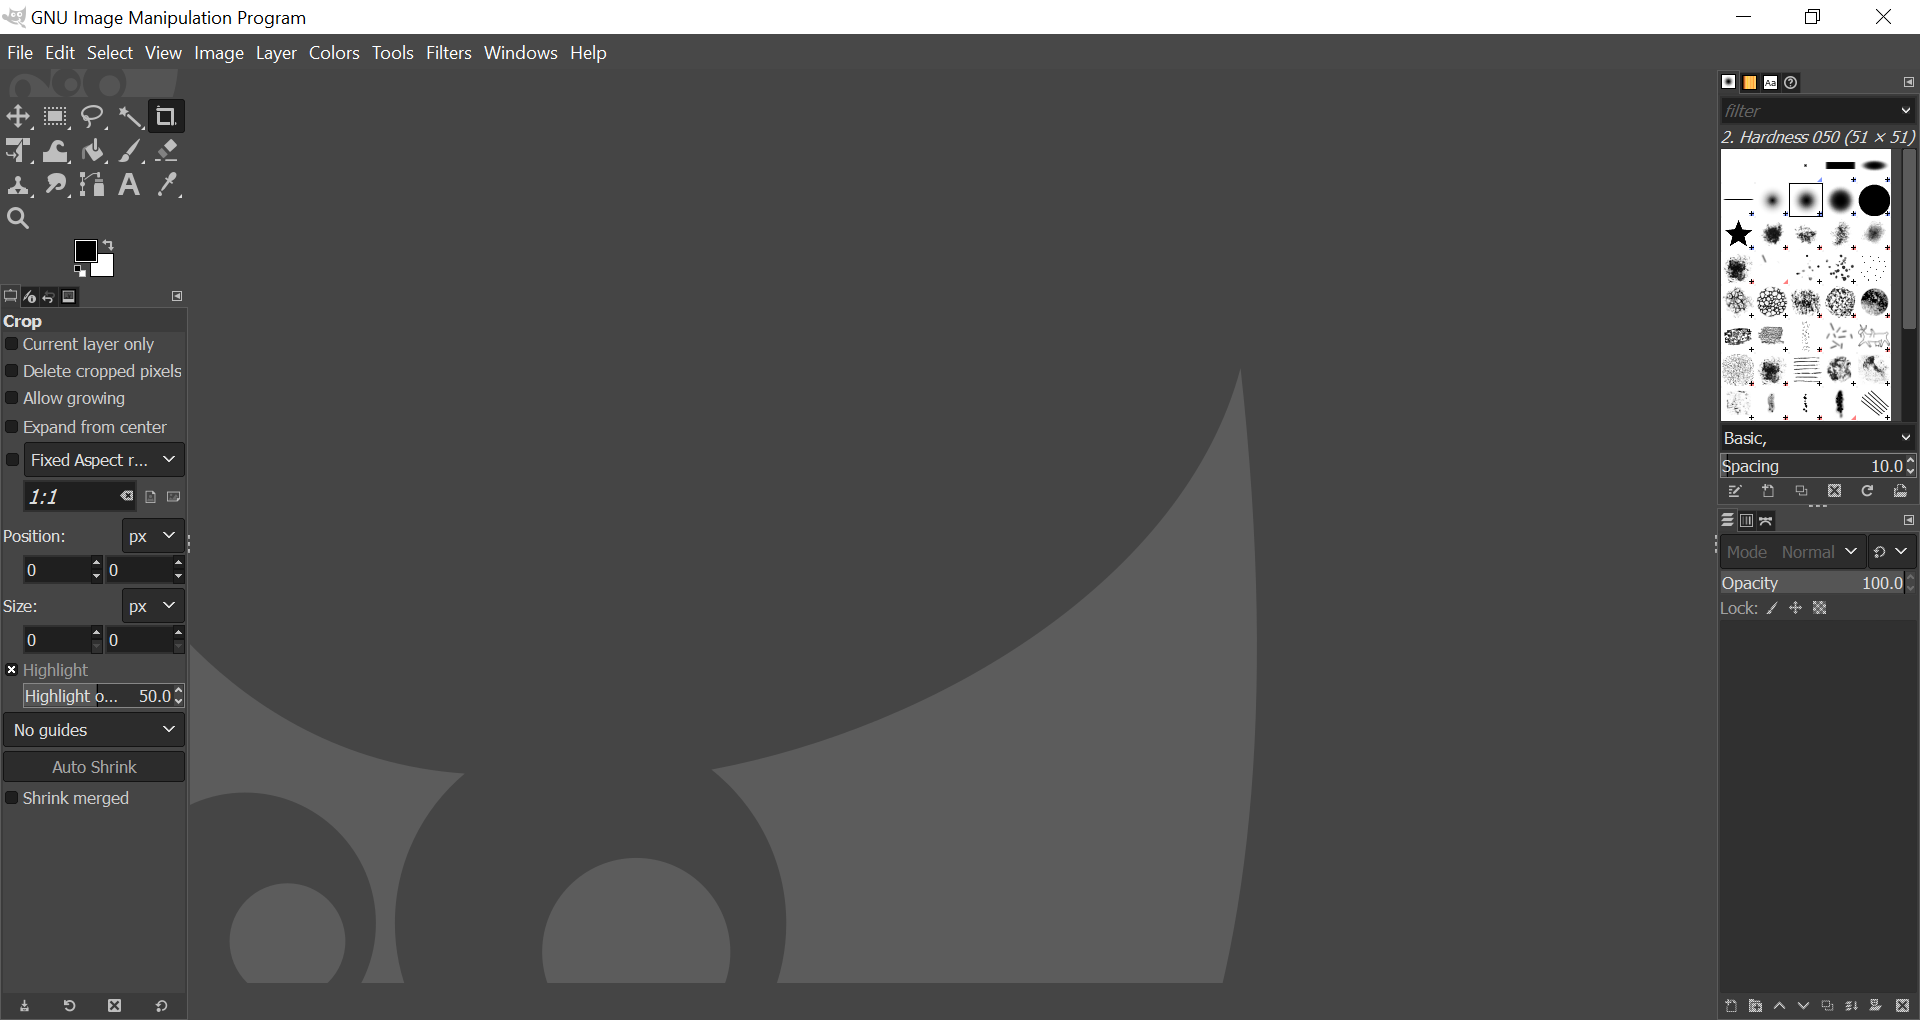 GNU Image Manipulation Program
File Edit Select View Image Layer Colors Tools Filters Windows Help
Crop
Current layer only
Delete cropped pixels
Allow growing
Expand from center
Fixed Aspect r...
1:1
Position:
px
0
0
Size:
px
0
0
Highlight
Highlight o... 50.0
No guides
Auto Shrink
Shrink merged
Aa
filter
2. Hardness 050 (51 × 51)
Basic,
Spacing 10.0
Mode Normal
Opacity 100.0
Lock: